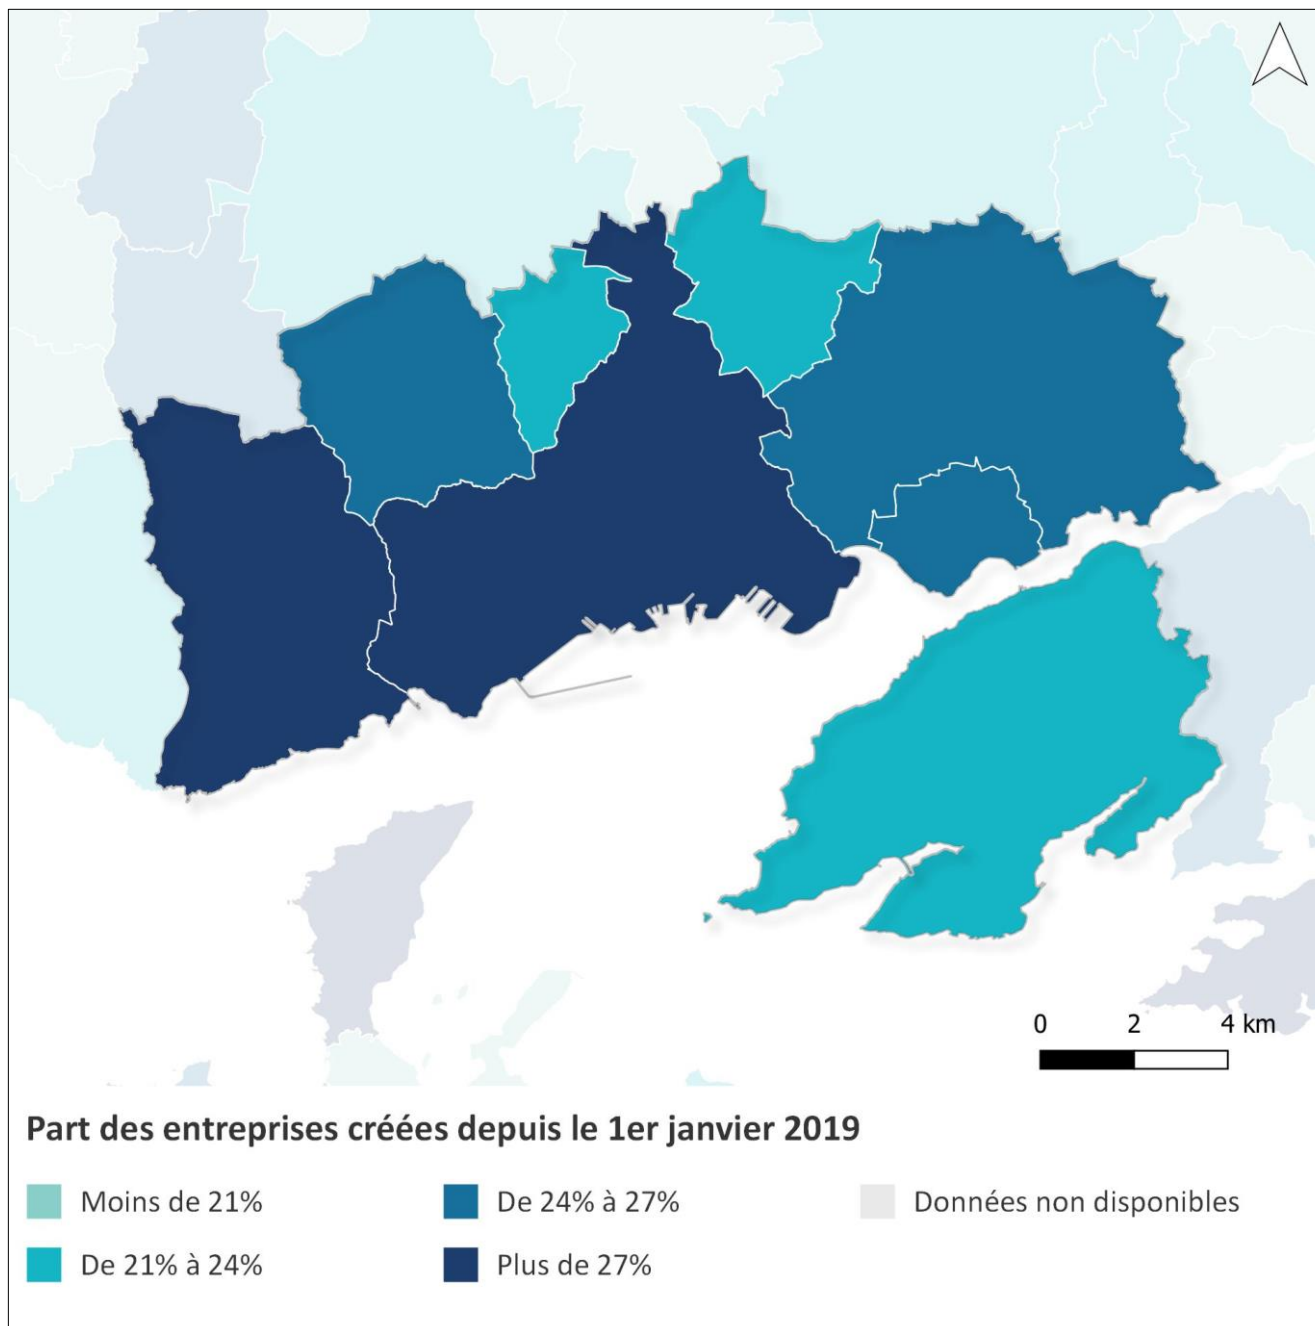 0 2 4 km
Part des entreprises créées depuis le 1er janvier 2019
Moins de 21% De 24% à 27% Données non disponibles
De 21% à 24% Plus de 27%